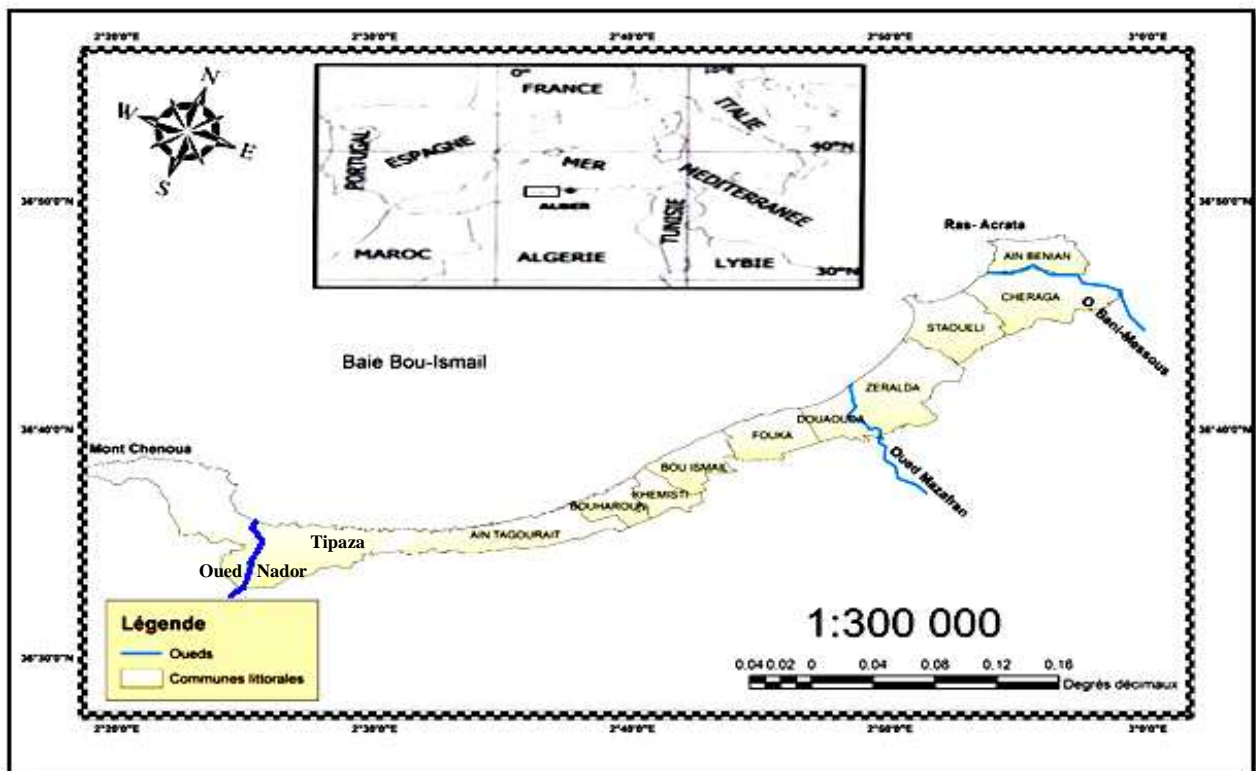 2°20'0"E 2°30'0"E 2°40'0"E 2°50'0"E 3°0'0"E
N
W
E
S
0° 10°E
FRANCE
ITALIE
PORTUGAL
ESPAGNE
MER
40°N
MEDITERRANEE
ALGER
TUNISIE
MAROC
ALGERIE
LYBIE
30°N
36°50'0"N 36°50'0"N
Ras-Acrata
AIN BENIAN
CHERAGA
O. Bani-Messous
STAOUELI
Baie Bou-Ismail
ZERALDA
DOUAOUDA
36°40'0"N 36°40'0"N
FOUKA
Mont Chenoua
Oued Mazafran
BOU ISMAIL
KHEMISTI
BOUHAROUN
AIN TAGOURAIT
Tipaza
Oued Nador
Légende
Oueds
Communes littorales
1:300 000
0.04 0.02 0 0.04 0.08 0.12 0.16
Degrés décimaux
36°30'0"N 36°30'0"N
2°20'0"E 2°30'0"E 2°40'0"E 2°50'0"E 3°0'0"E